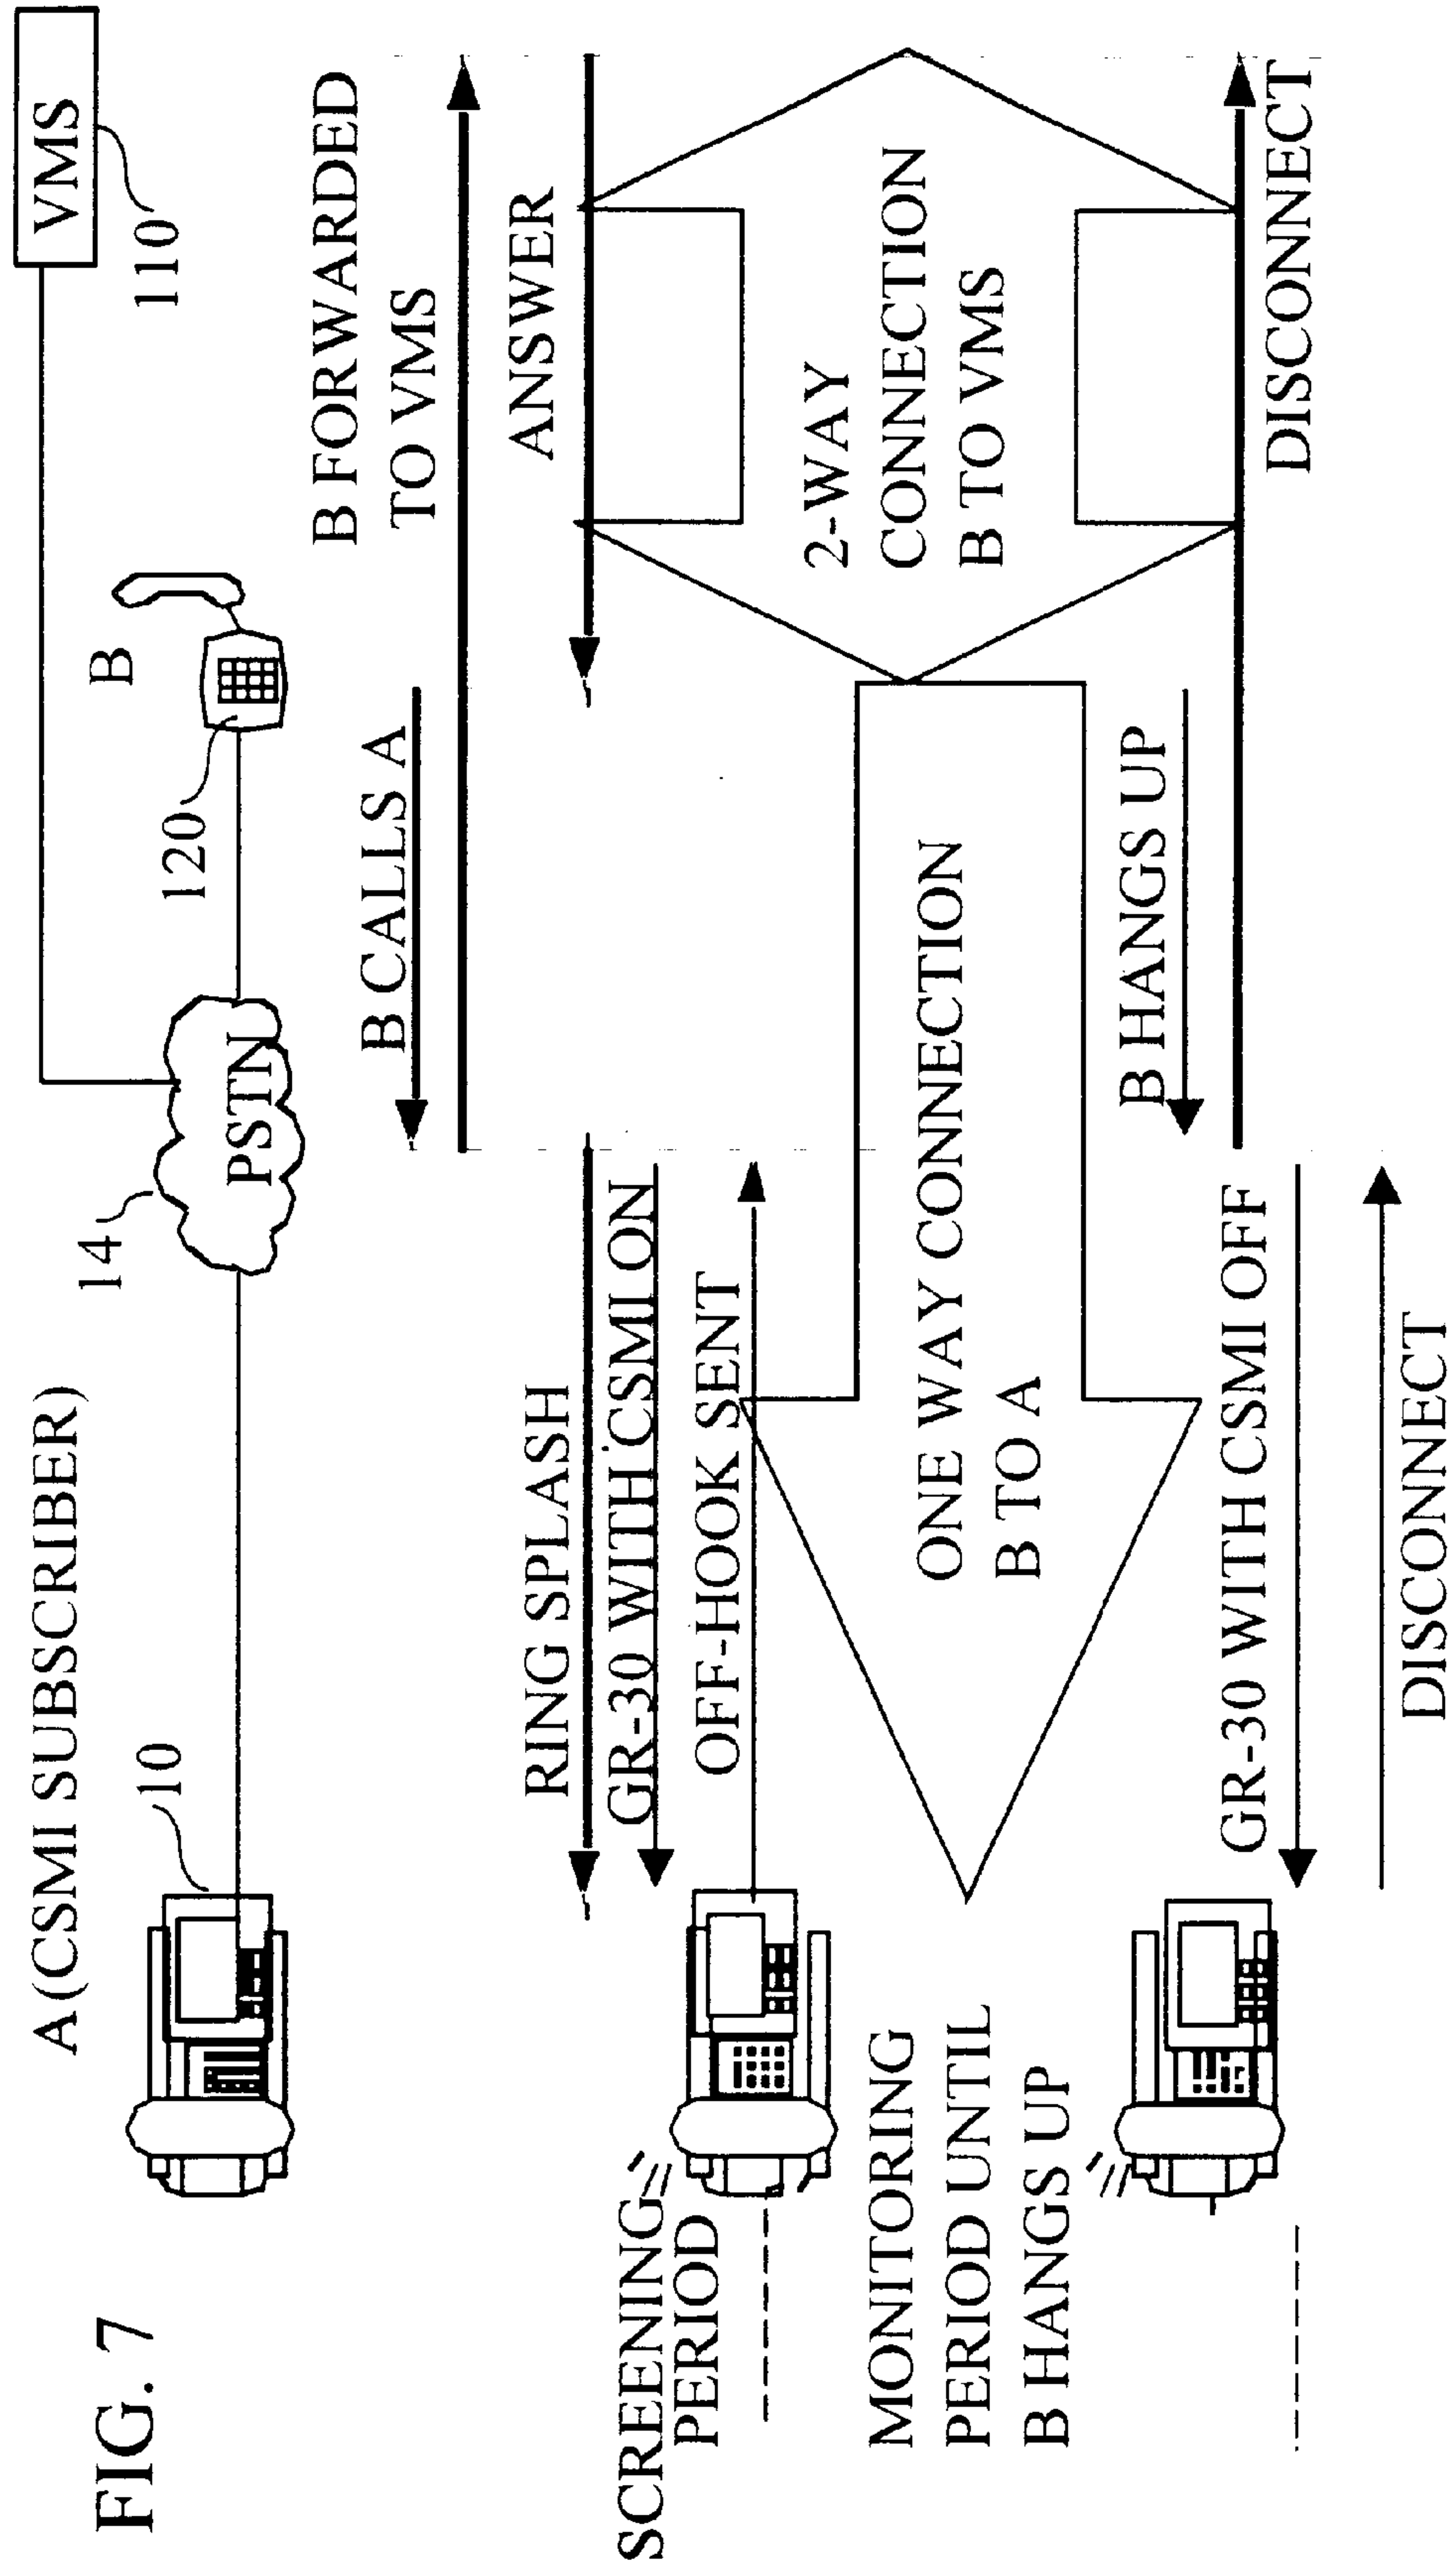 FIG. 7
A (CSMI SUBSCRIBER)
10
14
PSTN
120
B
VMS
110
B CALLS A
B FORWARDED
TO VMS
RING SPLASH
ANSWER
SCREENING
PERIOD
GR-30 WITH CSMI ON
OFF-HOOK SENT
2-WAY
CONNECTION
B TO VMS
MONITORING
PERIOD UNTIL
B HANGS UP
ONE WAY CONNECTION
B TO A
B HANGS UP
DISCONNECT
GR-30 WITH CSMI OFF
DISCONNECT